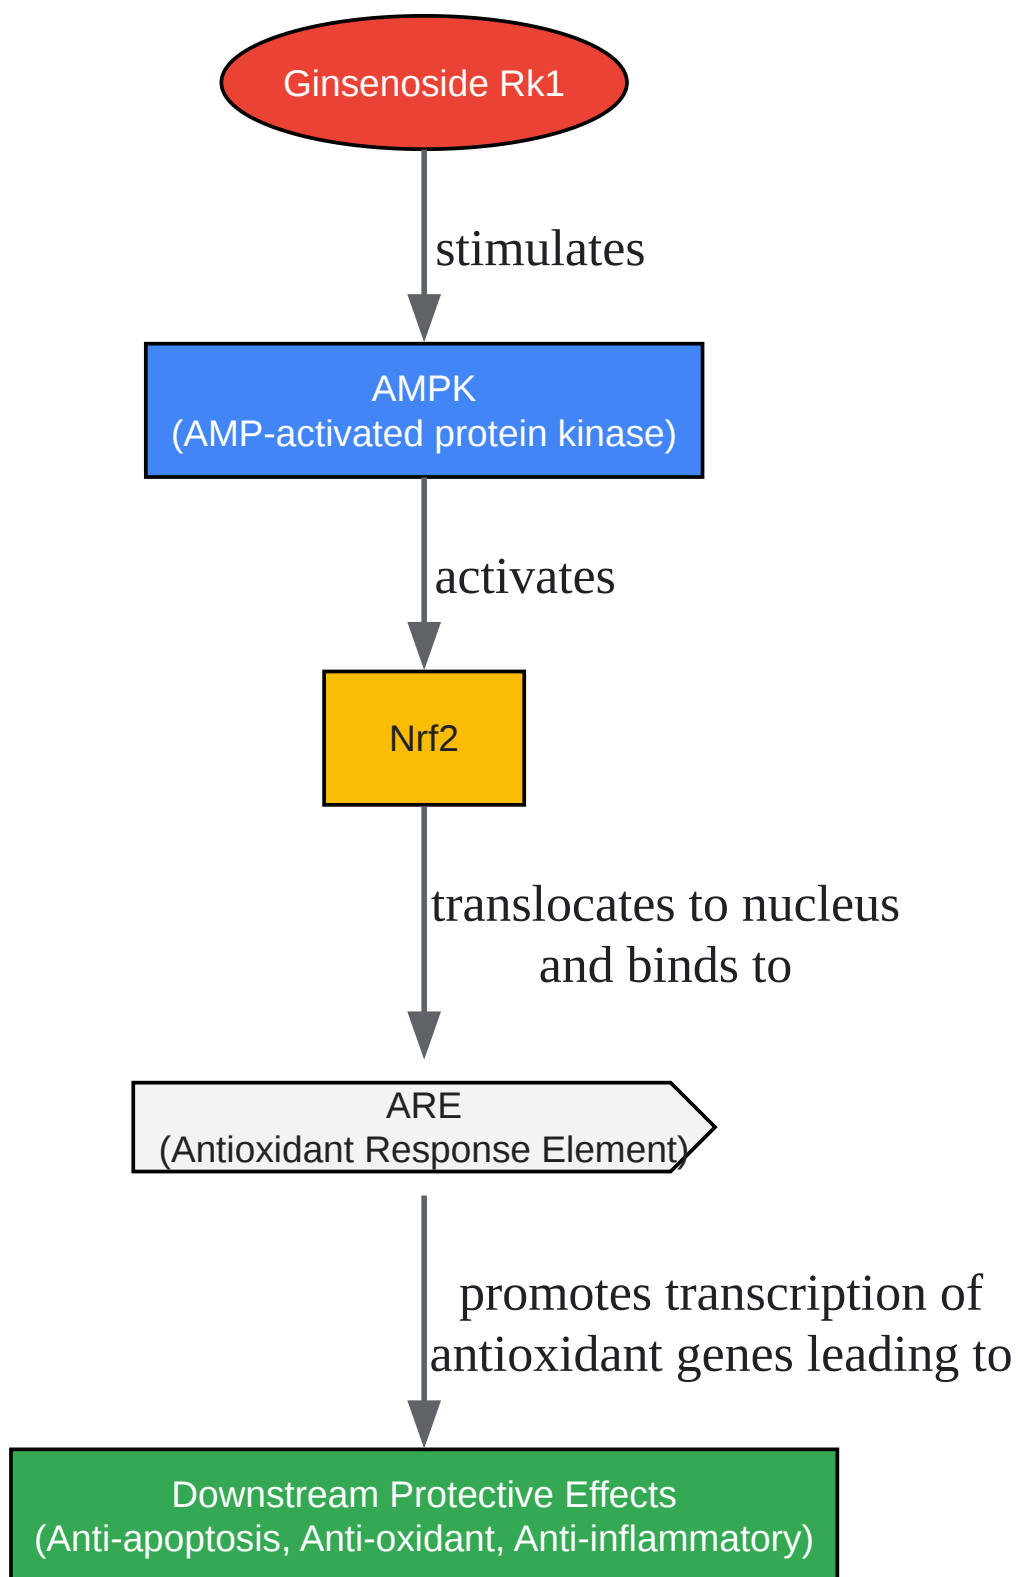 Ginsenoside Rk1
stimulates
AMPK
(AMP-activated protein kinase)
activates
Nrf2
translocates to nucleus
and binds to
ARE
(Antioxidant Response Element)
promotes transcription of
antioxidant genes leading to
Downstream Protective Effects
(Anti-apoptosis, Anti-oxidant, Anti-inflammatory)